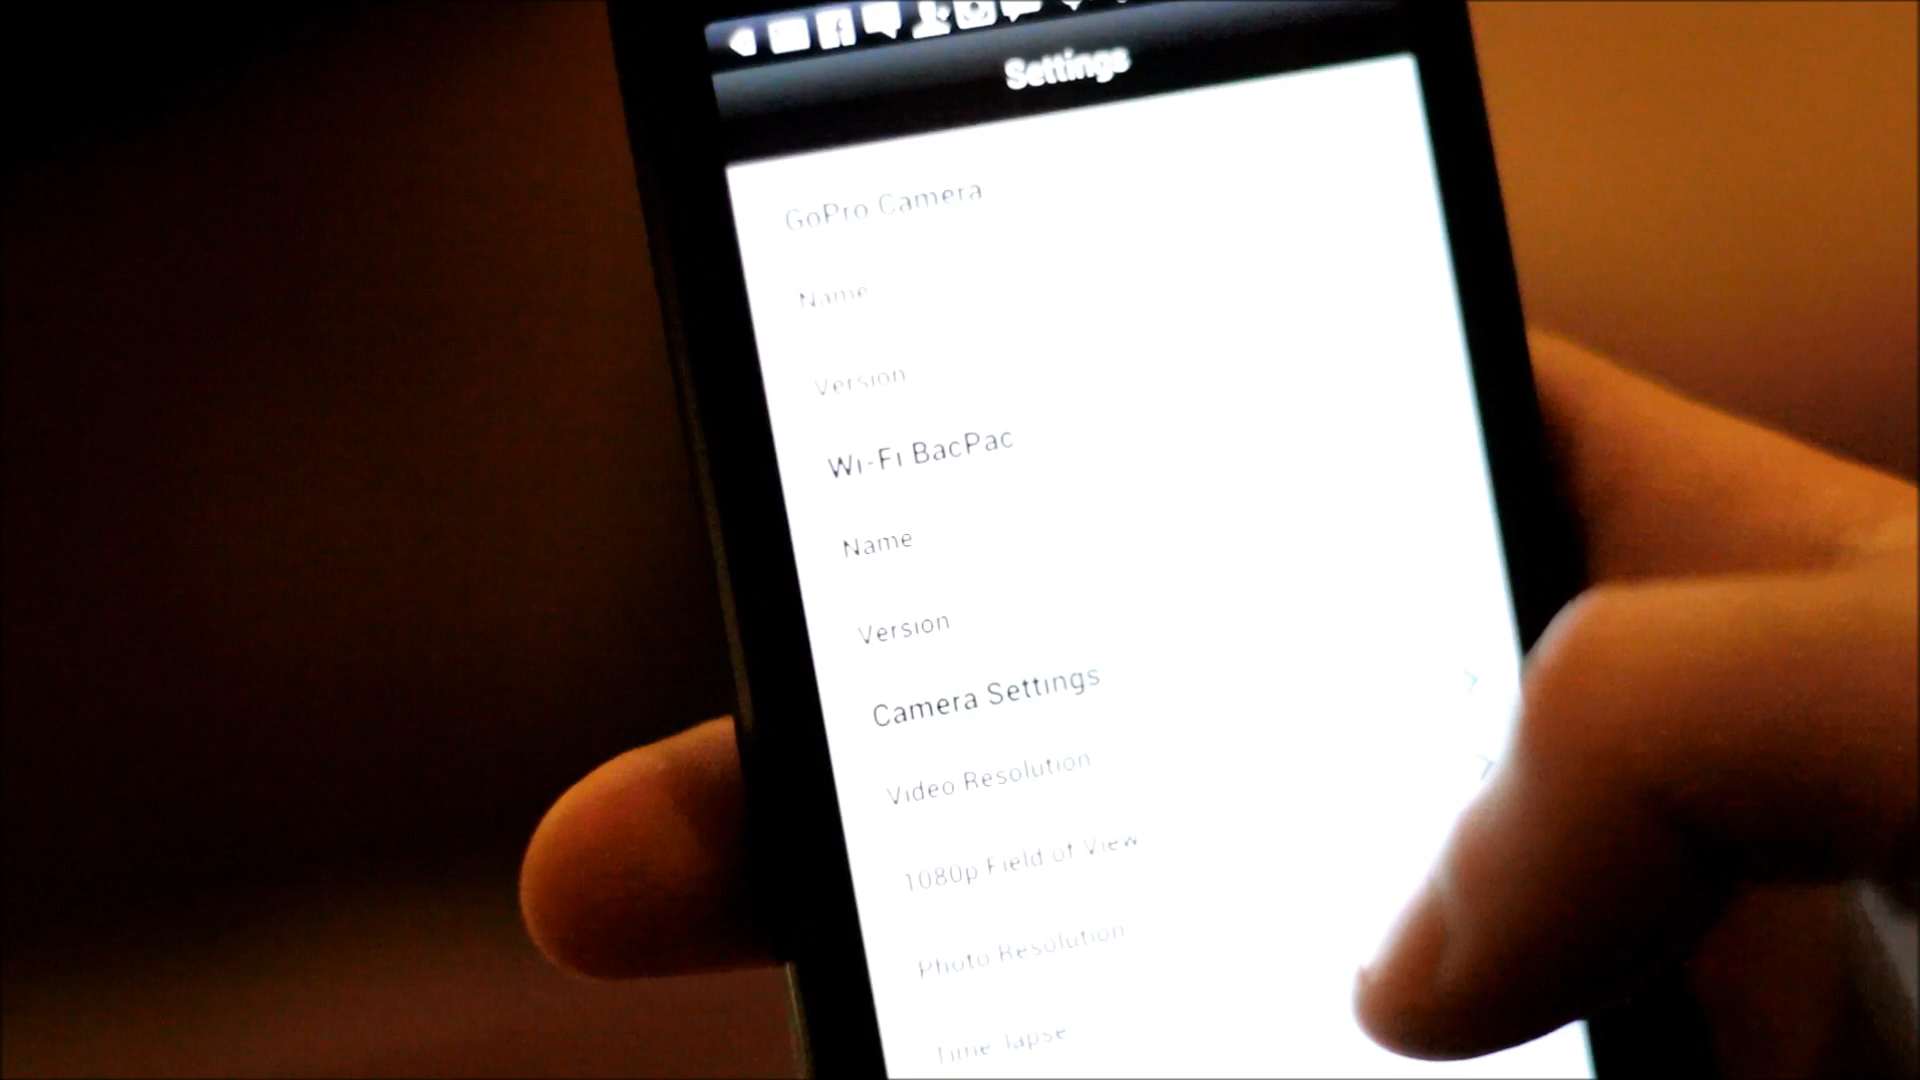 Settings
GoPro Camera
Name
Version
Wi-Fi BacPac
Name
Version
Camera Settings
Video Resolution
1080p Field of View
Photo Resolution
Time lapse